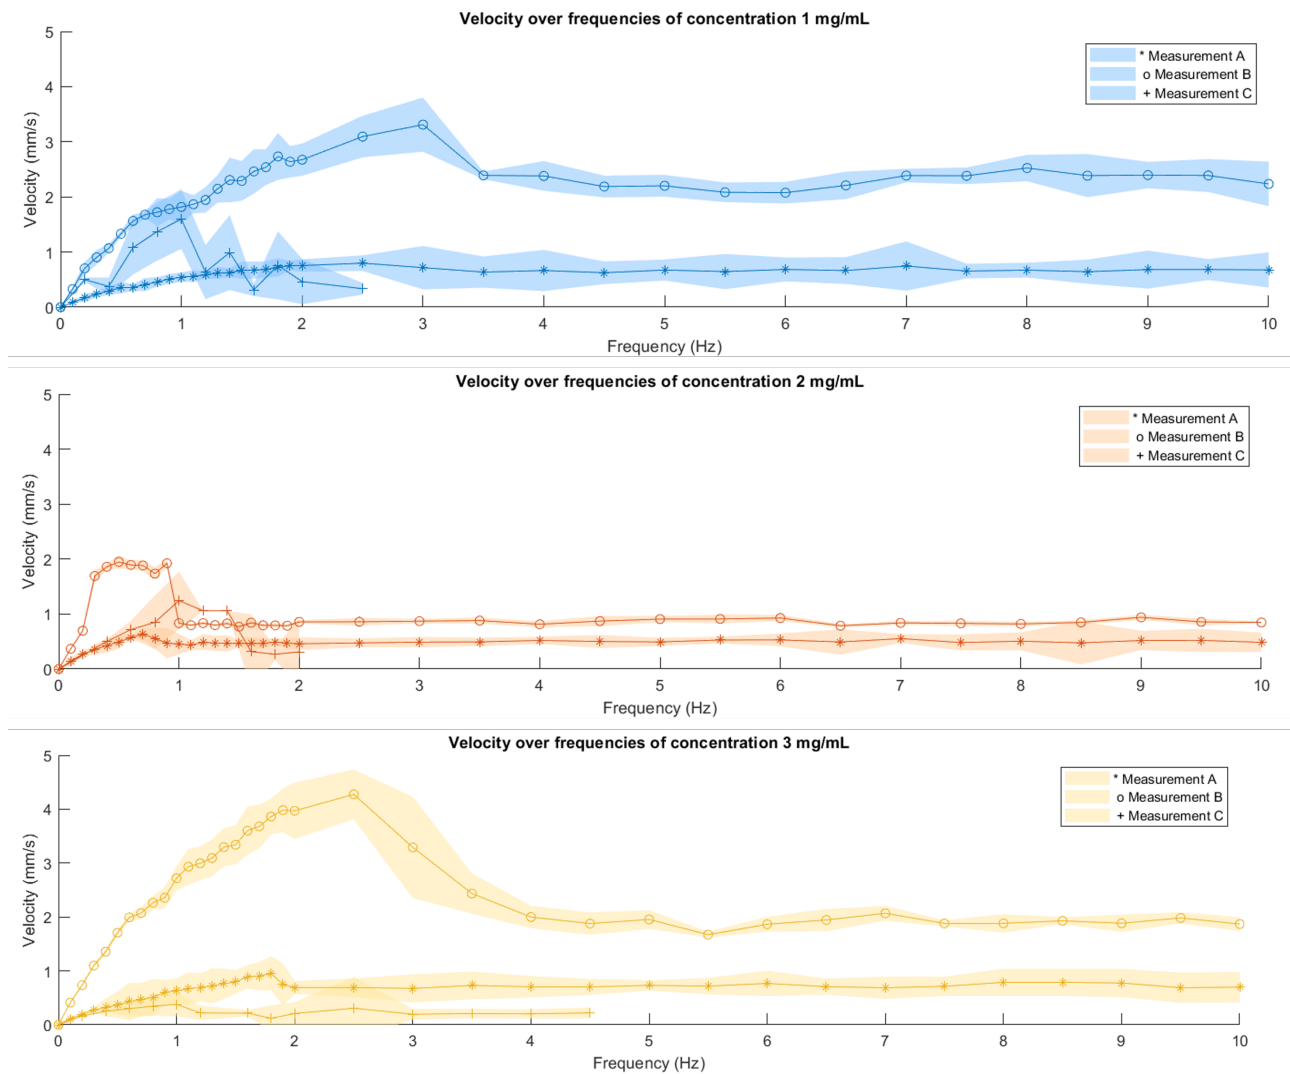 Velocity over frequencies of concentration 1 mg/mL
* Measurement A
o Measurement B
+ Measurement C
Velocity (mm/s)
5
4
3
2
1
0
0 1 2 3 4 5 6 7 8 9 10
Frequency (Hz)
Velocity over frequencies of concentration 2 mg/mL
* Measurement A
o Measurement B
+ Measurement C
Velocity (mm/s)
5
4
3
2
1
0
0 1 2 3 4 5 6 7 8 9 10
Frequency (Hz)
Velocity over frequencies of concentration 3 mg/mL
* Measurement A
o Measurement B
+ Measurement C
Velocity (mm/s)
5
4
3
2
1
0
0 1 2 3 4 5 6 7 8 9 10
Frequency (Hz)